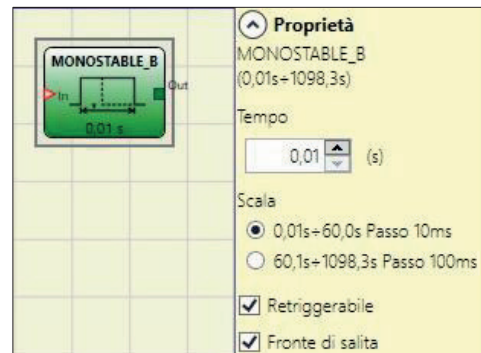 MONOSTABLE_B
In
Out
0,01 s
Proprietà
MONOSTABLE_B
(0,01s÷1098,3s)
Tempo
0,01 (s)
Scala
0,01s÷60,0s Passo 10ms
60,1s÷1098,3s Passo 100ms
Retriggerabile
Fronte di salita